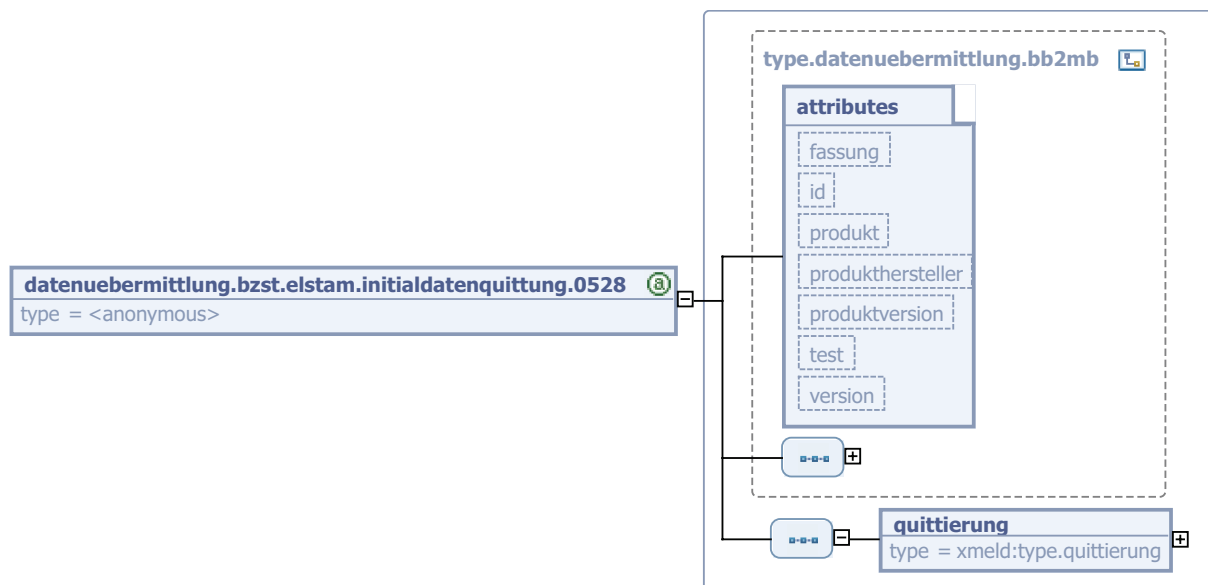 type.datenuebermittlung.bb2mb
attributes
fassung
id
produkt
produkthersteller
produktversion
test
version
datenuebermittlung.bzst.elstam.initialdatenquittung.0528
type = <anonymous>
quittierung
type = xmeld:type.quittierung